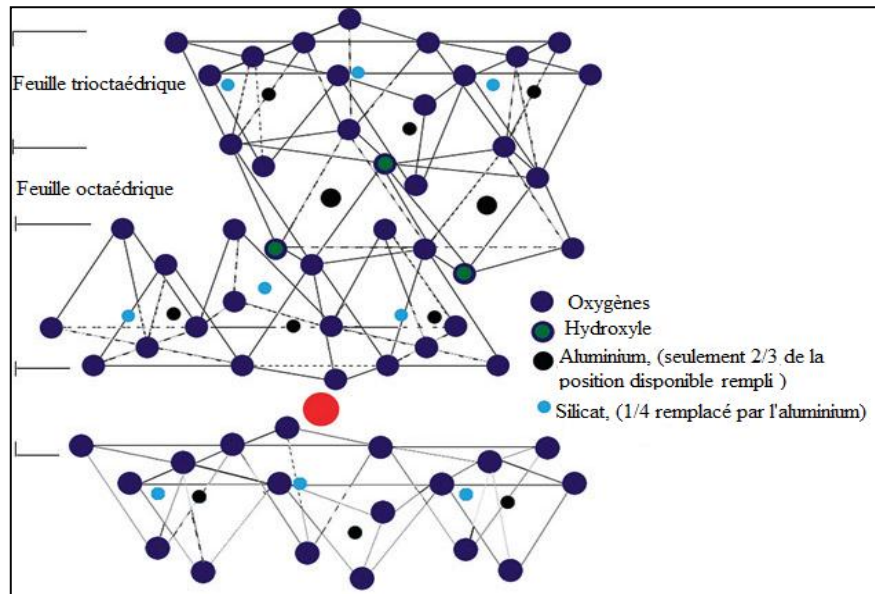 Feuille trioctaédrique
Feuille octaédrique
Oxygènes
Hydroxyle
Aluminium, (seulement 2/3 de la
position disponible rempli )
Silicat, (1/4 remplacé par l'aluminium)